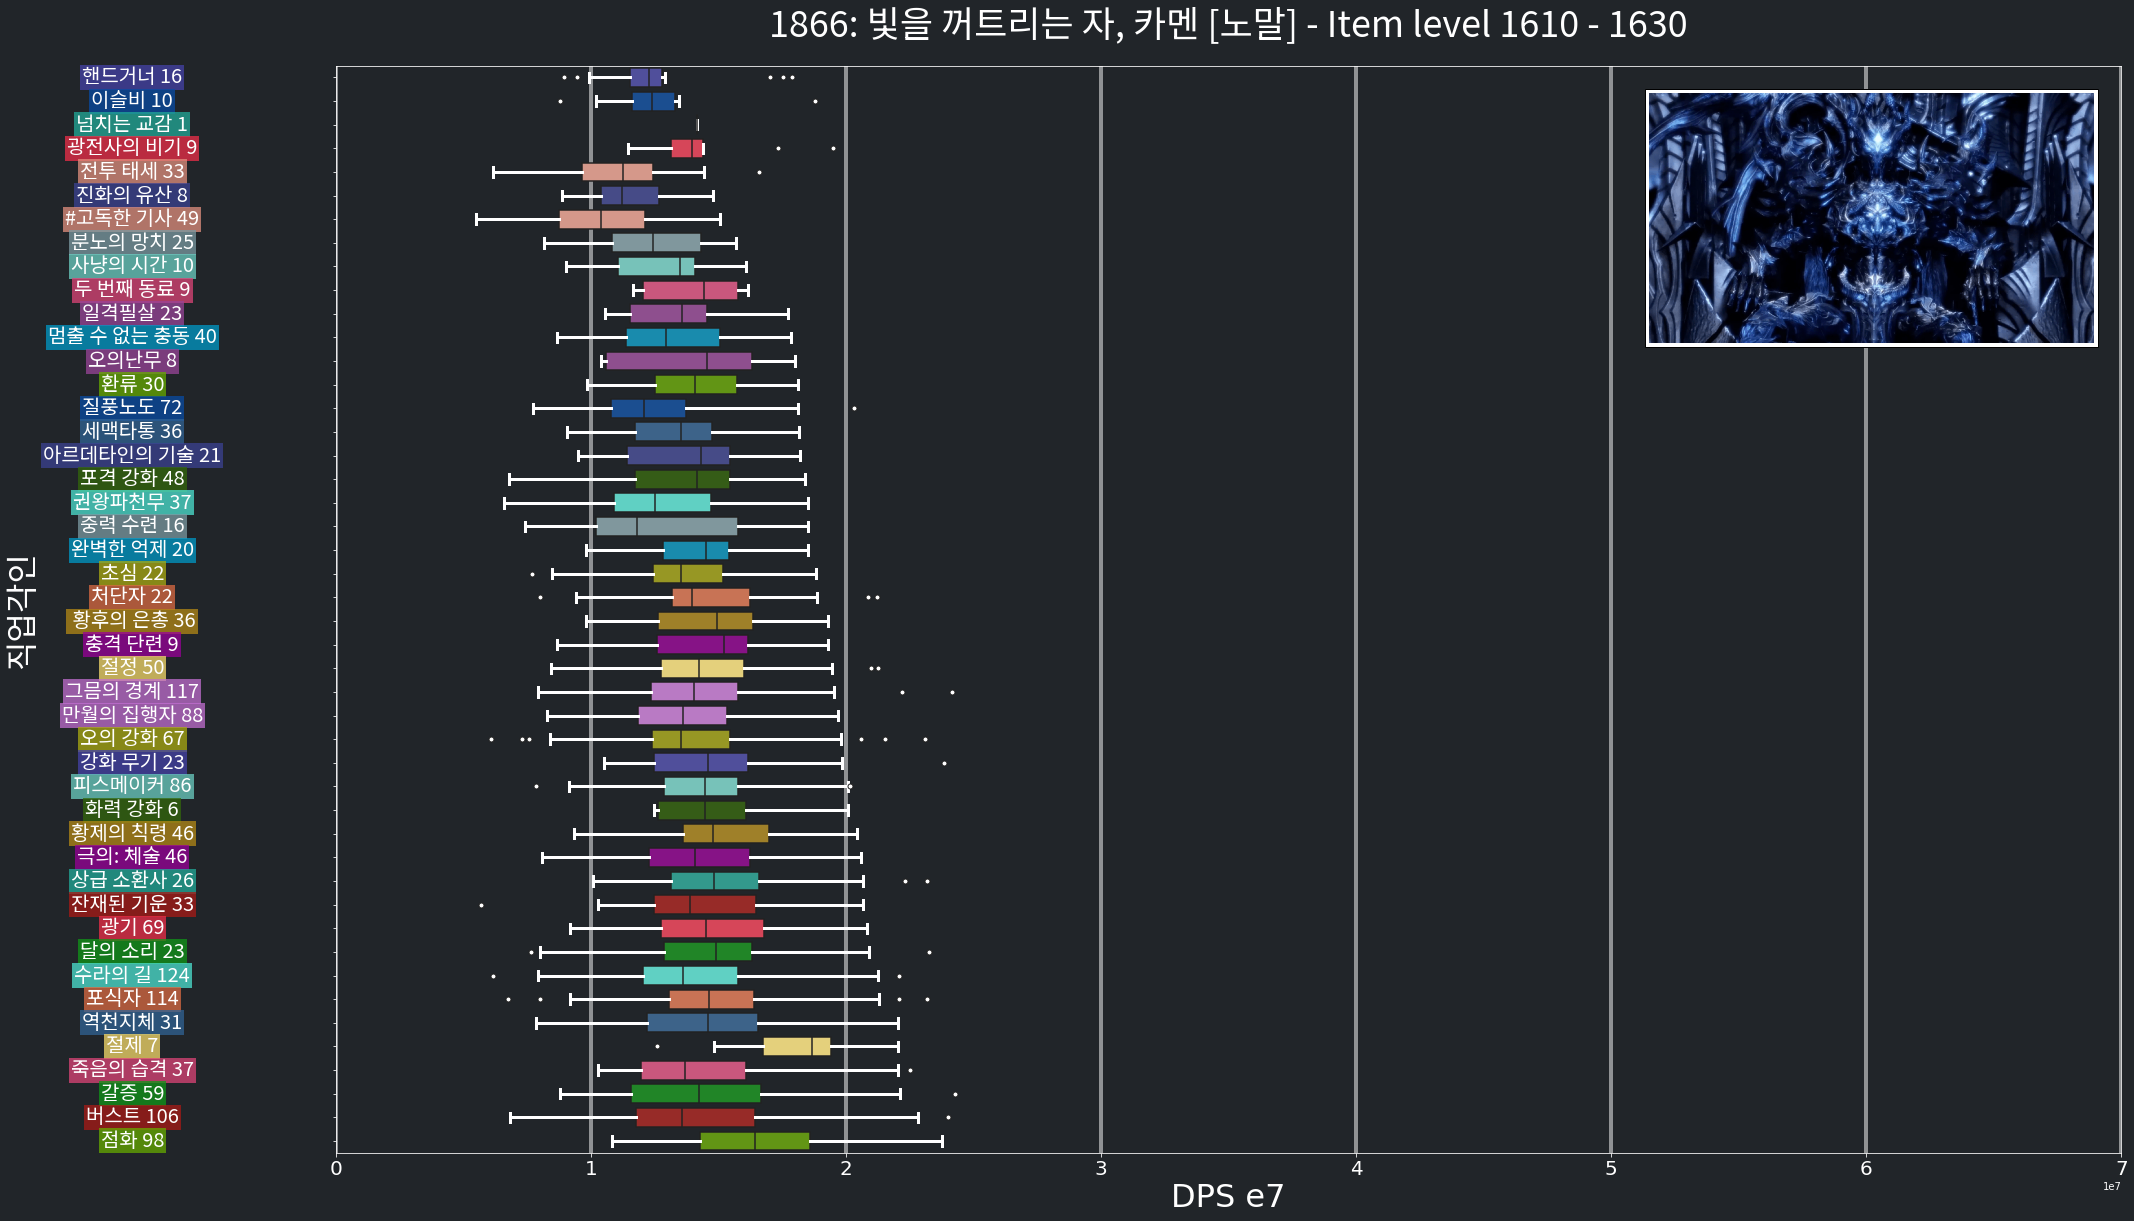 1866: 빛을 꺼트리는 자, 카멘 [노말] - Item level 1610 - 1630
핸드거너 16
이슬비 10
넘치는 교감 1
광전사의 비기 9
전투 태세 33
진화의 유산 8
#고독한 기사 49
분노의 망치 25
사냥의 시간 10
두 번째 동료 9
일격필살 23
멈출 수 없는 충동 40
오의난무 8
환류 30
질풍노도 72
세맥타통 36
아르데타인의 기술 21
포격 강화 48
권왕파천무 37
중력 수련 16
완벽한 억제 20
초심 22
처단자 22
황후의 은총 36
충격 단련 9
절정 50
그믐의 경계 117
만월의 집행자 88
오의 강화 67
강화 무기 23
피스메이커 86
화력 강화 6
황제의 칙령 46
극의: 체술 46
상급 소환사 26
잔재된 기운 33
광기 69
달의 소리 23
수라의 길 124
포식자 114
역천지체 31
절제 7
죽음의 습격 37
갈증 59
버스트 106
점화 98
직업각인
0 1 2 3 4 5 6 7
1e7
DPS e7